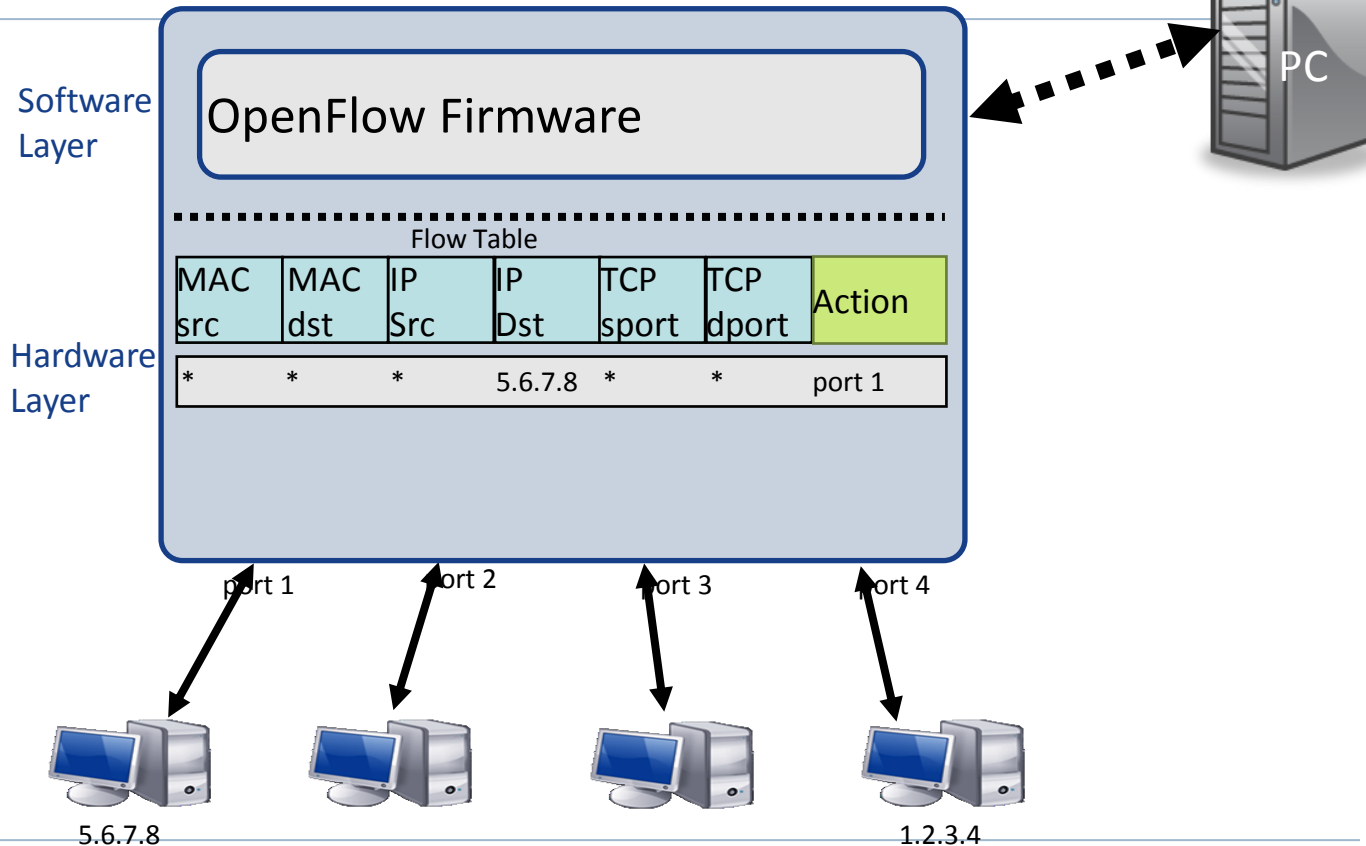 PC
Software
Layer
OpenFlow Firmware
Flow Table
MAC src
MAC dst
IP Src
IP Dst
TCP sport
TCP dport
Action
Hardware
Layer
* * * 5.6.7.8 * * port 1
port 1
port 2
port 3
port 4
5.6.7.8
1.2.3.4